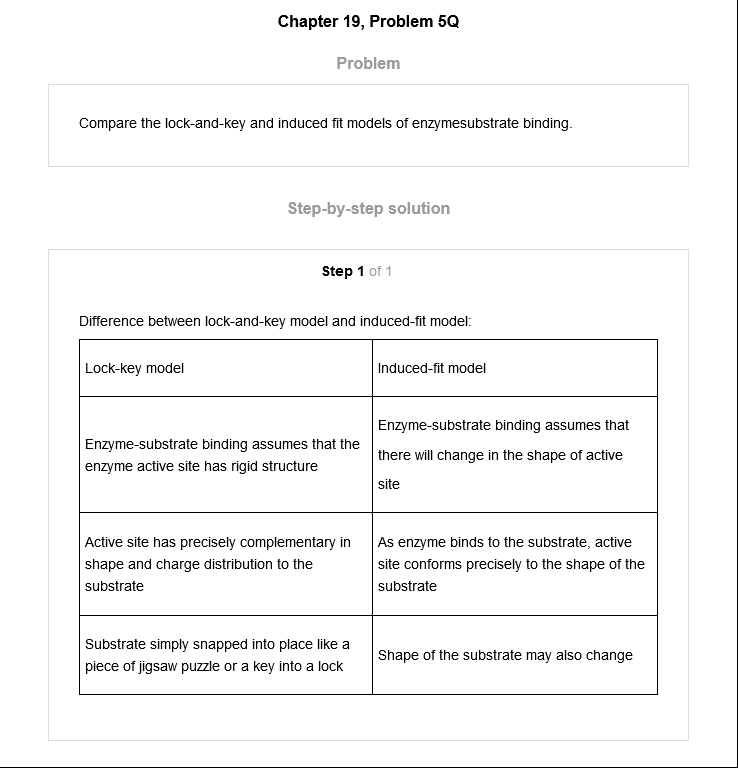 Chapter 19, Problem 5Q
Problem
Compare the lock-and-key and induced fit models of enzymesubstrate binding.
Step-by-step solution
Step 1 of 1
Difference between lock-and-key model and induced-fit model:
Lock-key model
Induced-fit model
Enzyme-substrate binding assumes that the
enzyme active site has rigid structure
Enzyme-substrate binding assumes that
there will change in the shape of active
site
Active site has precisely complementary in
shape and charge distribution to the
substrate
As enzyme binds to the substrate, active
site conforms precisely to the shape of the
substrate
Substrate simply snapped into place like a
piece of jigsaw puzzle or a key into a lock
Shape of the substrate may also change